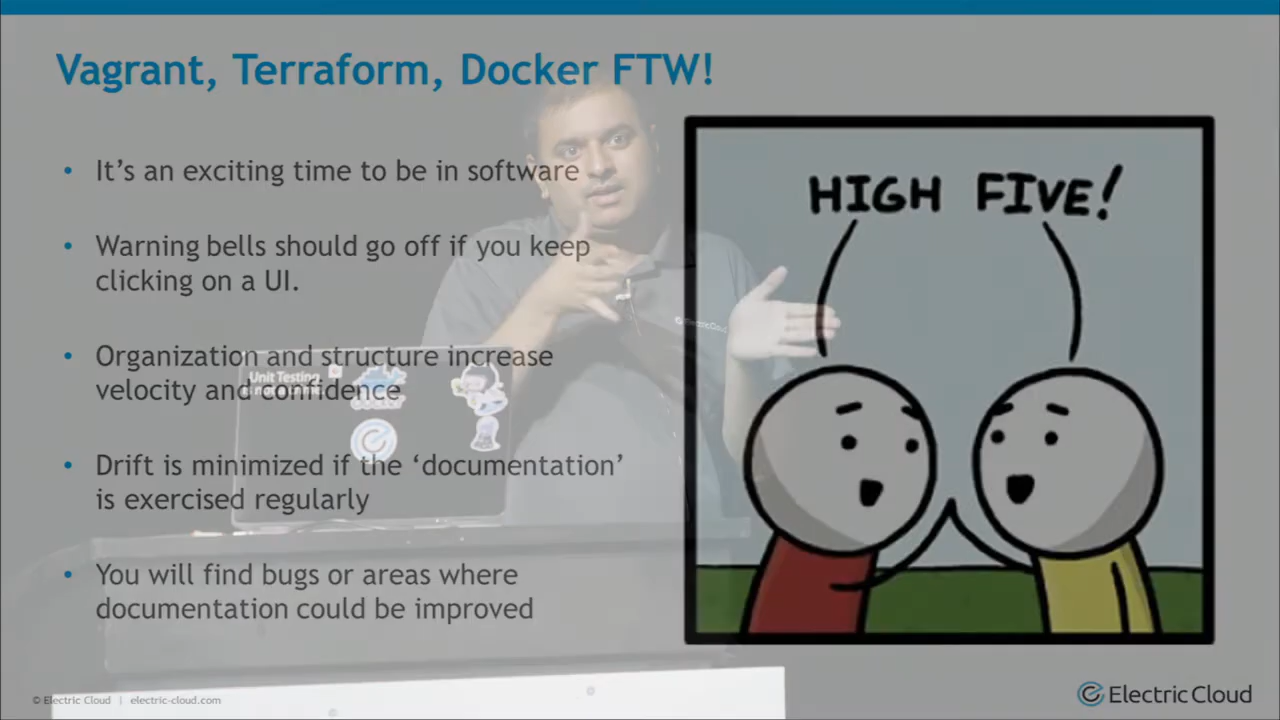 Vagrant, Terraform, Docker FTW!
• It's an exciting time to be in software
• Warning bells should go off if you keep
clicking on a UI.
• Organization and structure increase
velocity and confidence
• Drift is minimized if the ‘documentation’
is exercised regularly
• You will find bugs or areas where
documentation could be improved
HIGH FIVE!
Unit Testing
ElectricCloud
© Electric Cloud | electric-cloud.com
Electric Cloud